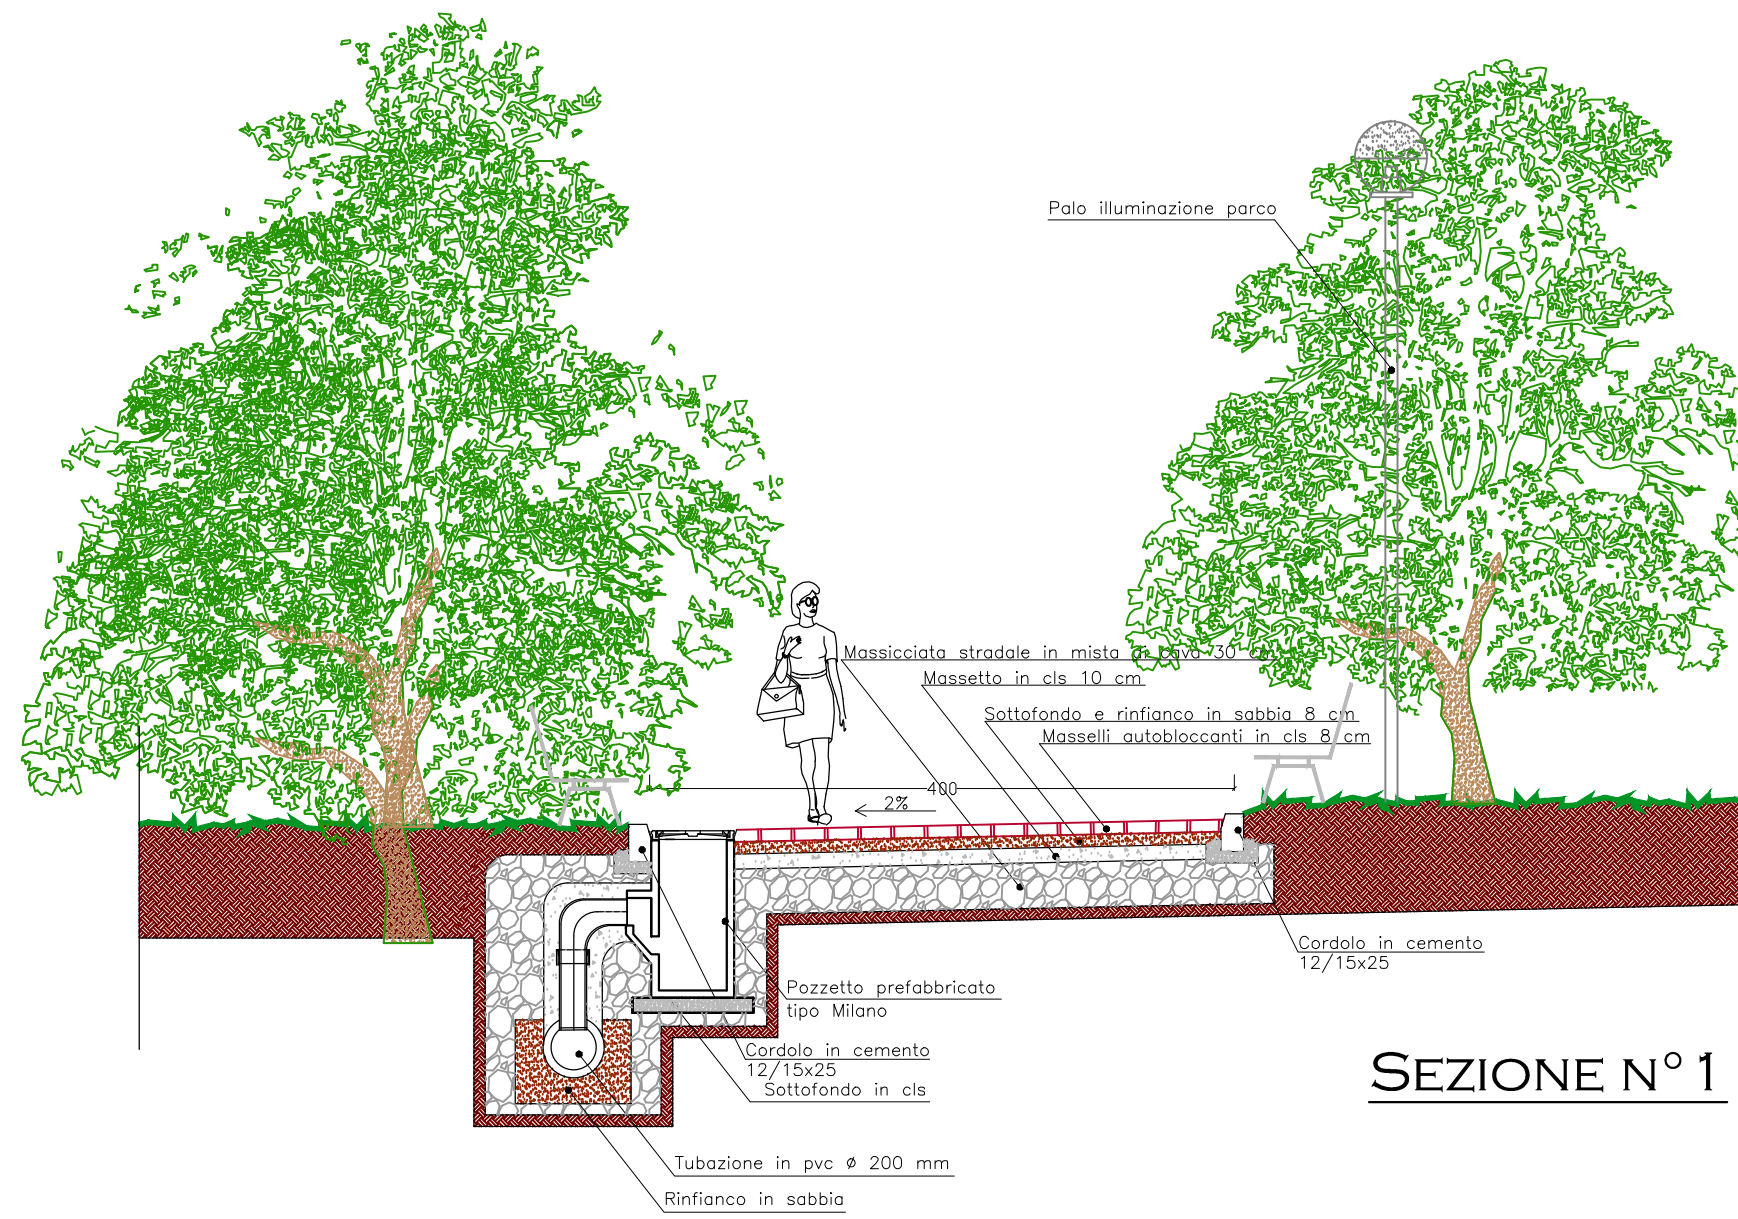 Palo illuminazione parco
Massicciata stradale in mista di cava 30 cm
Massetto in cls 10 cm
Sottofondo e rinfianco in sabbia 8 cm
Masselli autobloccanti in cls 8 cm
400
2%
Cordolo in cemento
12/15x25
Pozzetto prefabbricato
tipo Milano
Cordolo in cemento
12/15x25
Sottofondo in cls
SEZIONE N° 1
Tubazione in pvc ø 200 mm
Rinfianco in sabbia